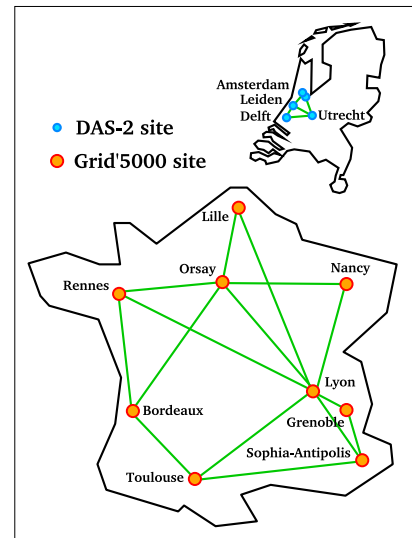 Amsterdam
Leiden
Delft
Utrecht
DAS-2 site
Grid'5000 site
Lille
Orsay
Nancy
Rennes
Lyon
Bordeaux
Grenoble
Sophia-Antipolis
Toulouse